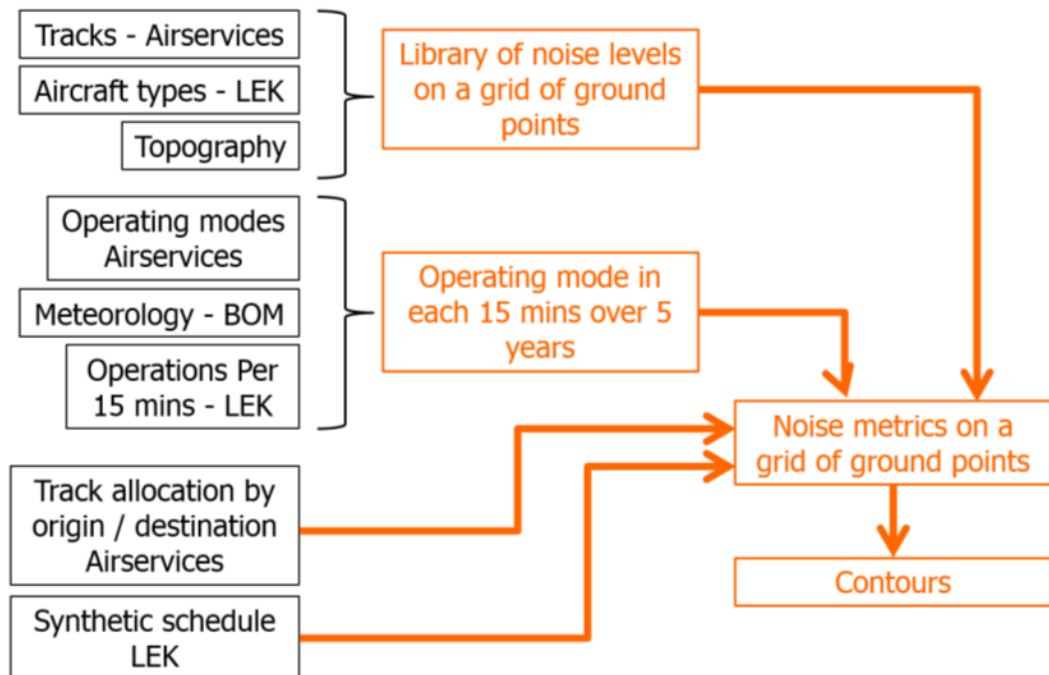 Tracks - Airservices
Aircraft types - LEK
Topography
Library of noise levels
on a grid of ground
points
Operating modes
Airservices
Meteorology - BOM
Operations Per
15 mins - LEK
Operating mode in
each 15 mins over 5
years
Track allocation by
origin / destination
Airservices
Synthetic schedule
LEK
Noise metrics on a
grid of ground points
Contours